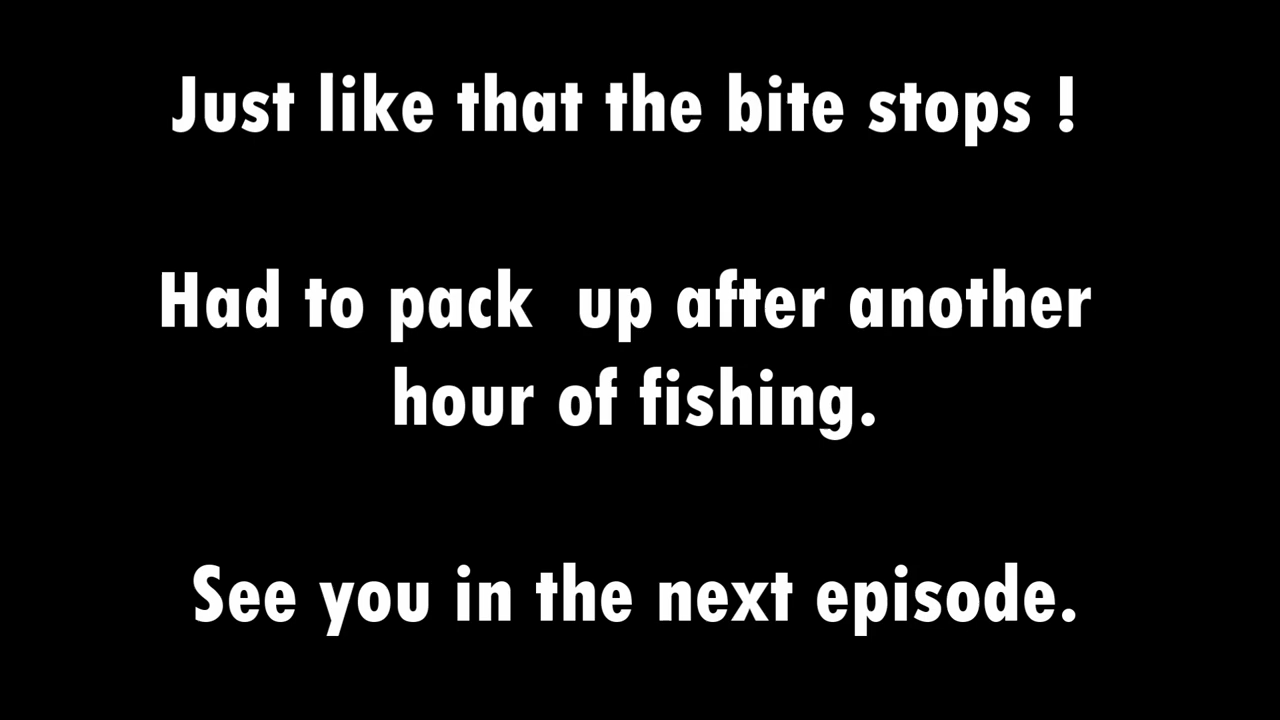 Just like that the bite stops !
Had to pack  up after another
hour of fishing.
See you in the next episode.